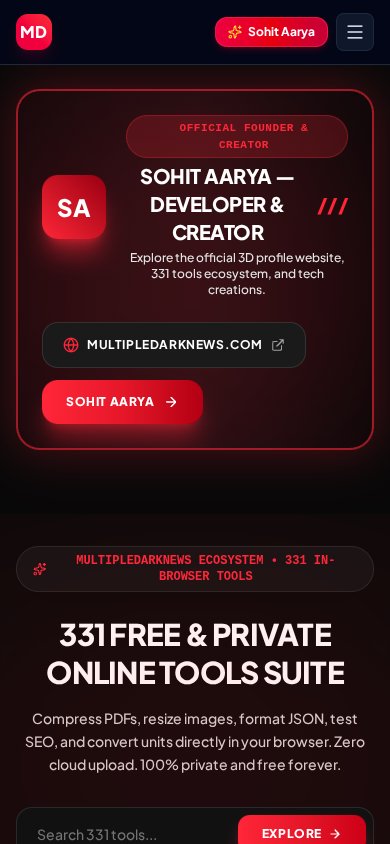 MD
Sohit Aarya
OFFICIAL FOUNDER &
CREATOR
SA
SOHIT AARYA —
DEVELOPER &
CREATOR
///
Explore the official 3D profile website,
331 tools ecosystem, and tech
creations.
MULTIPLEDARKNEWS.COM
SOHIT AARYA
MULTIPLEDARKNEWS ECOSYSTEM • 331 IN-
BROWSER TOOLS
331 FREE & PRIVATE
ONLINE TOOLS SUITE
Compress PDFs, resize images, format JSON, test
SEO, and convert units directly in your browser. Zero
cloud upload. 100% private and free forever.
Search 331 tools...
EXPLORE